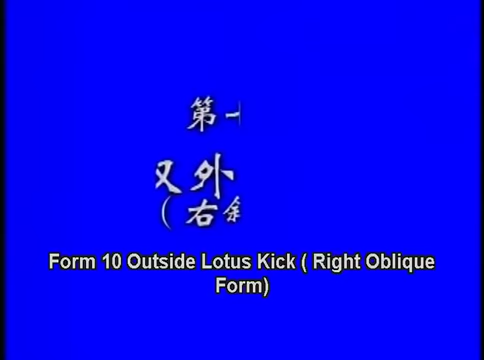 第
外
(右
Form 10 Outside Lotus Kick ( Right Oblique
Form)